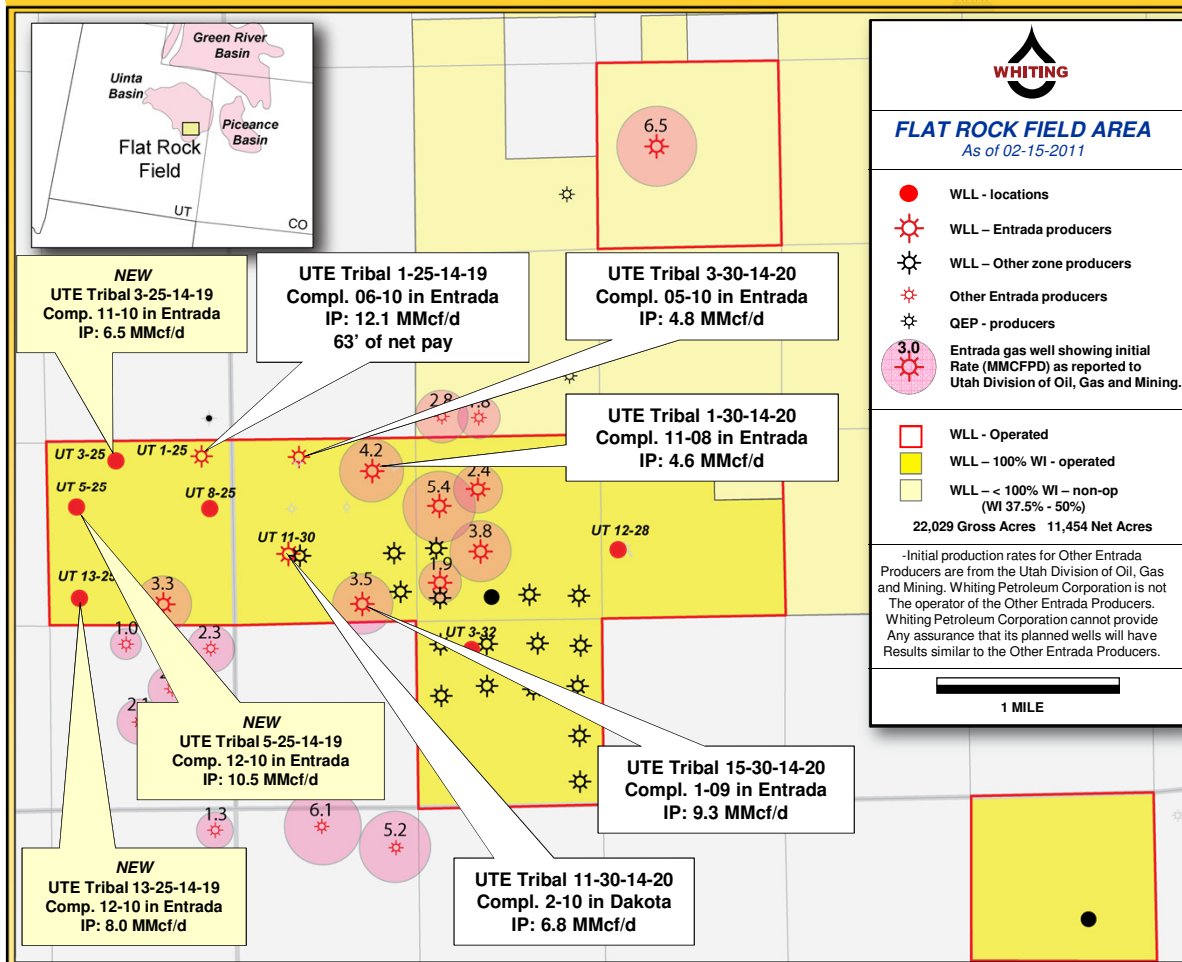 Green River
Basin
Uinta
Basin
Piceance
Basin
Flat Rock
Field
UT
CO
WHITING
FLAT ROCK FIELD AREA
As of 02-15-2011
WLL - locations
WLL – Entrada producers
WLL – Other zone producers
Other Entrada producers
QEP - producers
3.0
Entrada gas well showing initial
Rate (MMCFPD) as reported to
Utah Division of Oil, Gas and Mining.
WLL - Operated
WLL – 100% WI - operated
WLL – < 100% WI – non-op
(WI 37.5% - 50%)
22,029 Gross Acres 11,454 Net Acres
-Initial production rates for Other Entrada
Producers are from the Utah Division of Oil, Gas
and Mining. Whiting Petroleum Corporation is not
The operator of the Other Entrada Producers.
Whiting Petroleum Corporation cannot provide
Any assurance that its planned wells will have
Results similar to the Other Entrada Producers.
1 MILE
6.5
NEW
UTE Tribal 3-25-14-19
Comp. 11-10 in Entrada
IP: 6.5 MMcf/d
UTE Tribal 1-25-14-19
Compl. 06-10 in Entrada
IP: 12.1 MMcf/d
63' of net pay
UTE Tribal 3-30-14-20
Compl. 05-10 in Entrada
IP: 4.8 MMcf/d
UTE Tribal 1-30-14-20
Compl. 11-08 in Entrada
IP: 4.6 MMcf/d
2.8
UT 3-25
UT 1-25
4.2
2.4
UT 5-25
UT 8-25
5.4
UT 11-30
3.8
UT 12-28
UT 13-25
3.3
3.5
1.9
1.0
2.3
UT 3-32
NEW
UTE Tribal 5-25-14-19
Comp. 12-10 in Entrada
IP: 10.5 MMcf/d
UTE Tribal 15-30-14-20
Compl. 1-09 in Entrada
IP: 9.3 MMcf/d
1.3
6.1
5.2
NEW
UTE Tribal 13-25-14-19
Comp. 12-10 in Entrada
IP: 8.0 MMcf/d
UTE Tribal 11-30-14-20
Compl. 2-10 in Dakota
IP: 6.8 MMcf/d